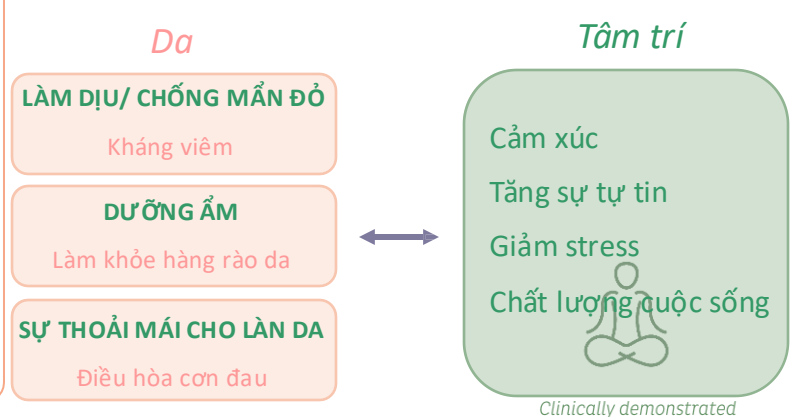 Da
LÀM DỊU/ CHỐNG MẨN ĐỎ
Kháng viêm
DƯỠNG ẨM
Làm khỏe hàng rào da
SỰ THOẢI MÁI CHO LÀN DA
Điều hòa cơn đau
Tâm trí
Cảm xúc
Tăng sự tự tin
Giảm stress
Chất lượng cuộc sống
Clinically demonstrated